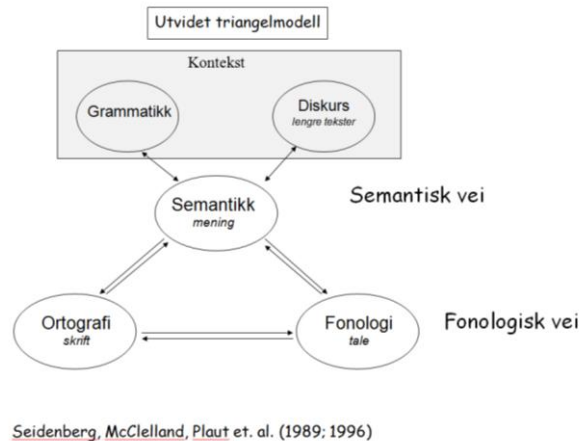 Utvidet triangelmodell
Kontekst
Grammatikk
Diskurs
lengre tekster
Semantikk
mening
Semantisk vei
Ortografi
skrift
Fonologi
tale
Fonologisk vei
Seidenberg, McClelland, Plaut et. al. (1989; 1996)